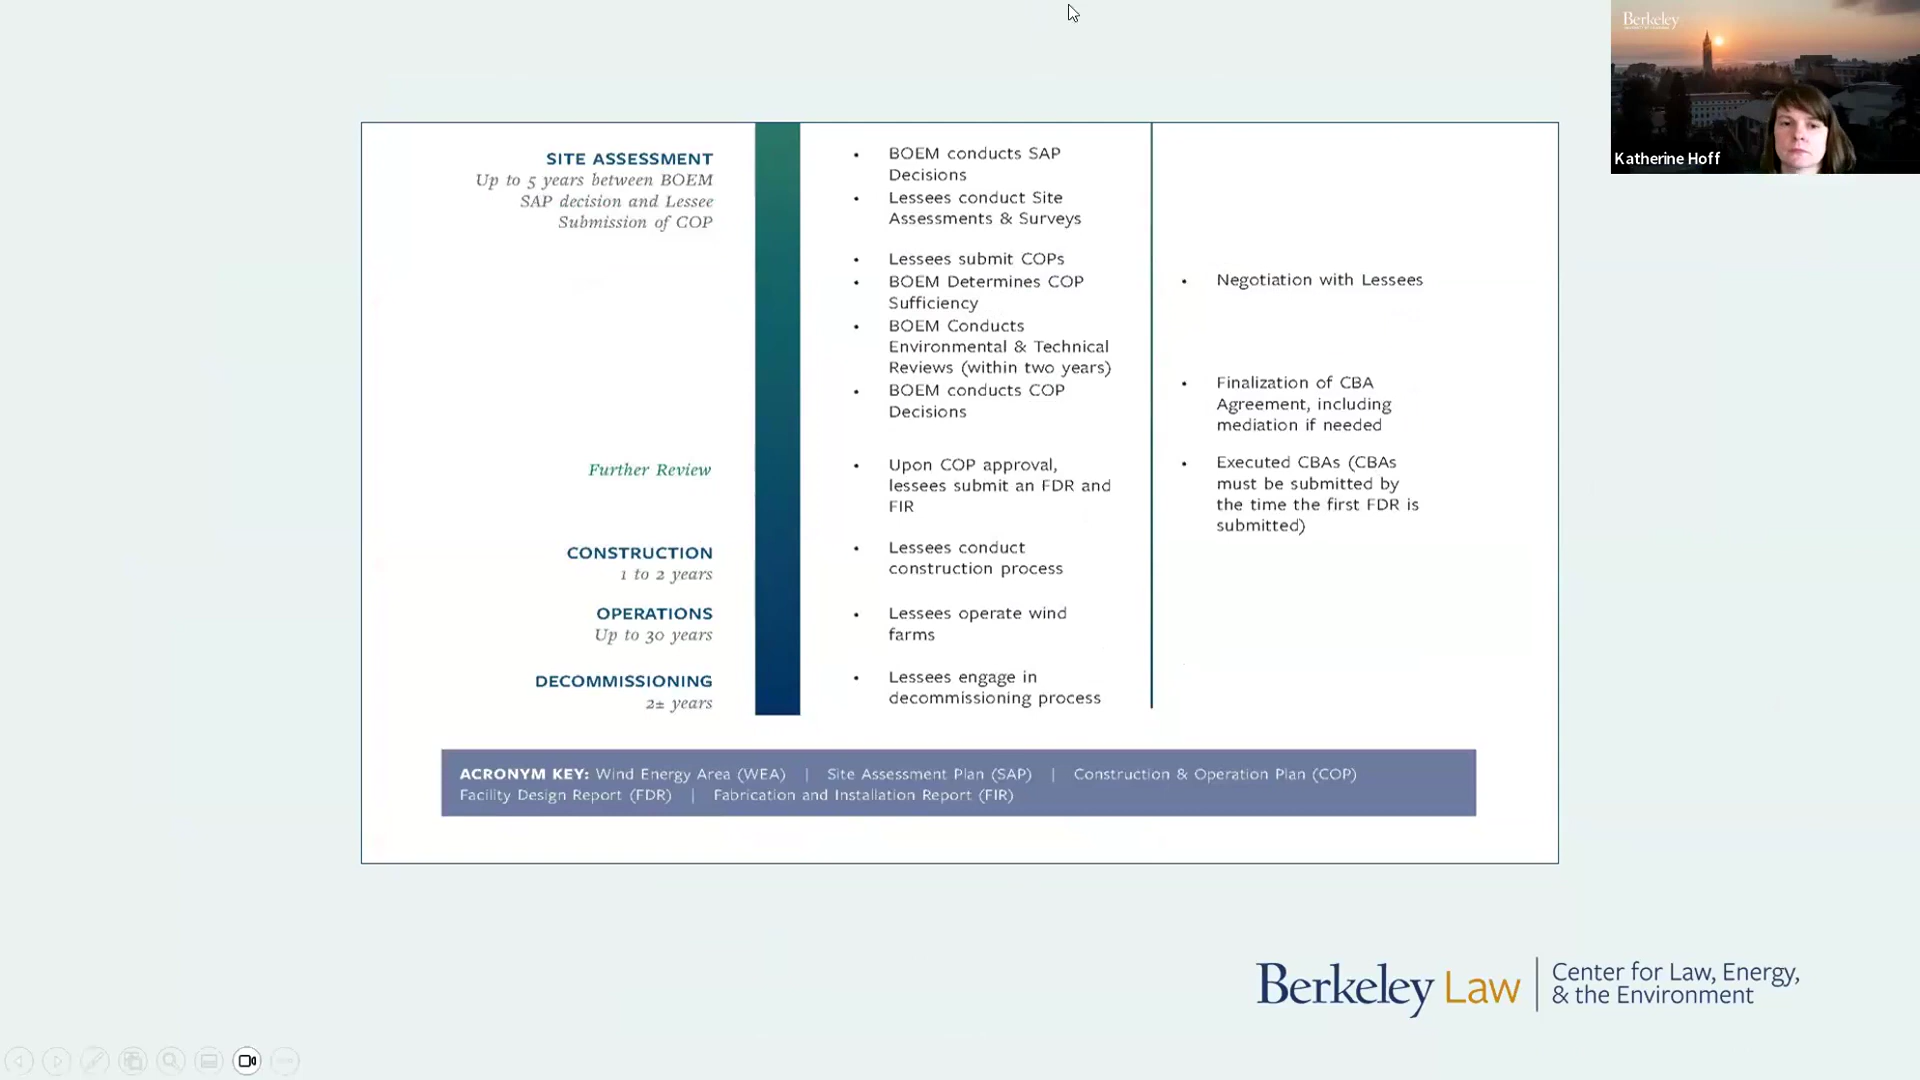 Berkeley
Katherine Hoff
SITE ASSESSMENT
Up to 5 years between BOEM
SAP decision and Lessee
Submission of COP
• BOEM conducts SAP
Decisions
• Lessees conduct Site
Assessments & Surveys
• Lessees submit COPs
• BOEM Determines COP
Sufficiency
• BOEM Conducts
Environmental & Technical
Reviews (within two years)
• BOEM conducts COP
Decisions
• Negotiation with Lessees
• Finalization of CBA
Agreement, including
mediation if needed
Further Review
• Upon COP approval,
lessees submit an FDR and
FIR
• Executed CBAs (CBAs
must be submitted by
the time the first FDR is
submitted)
CONSTRUCTION
1 to 2 years
• Lessees conduct
construction process
OPERATIONS
Up to 30 years
• Lessees operate wind
farms
DECOMMISSIONING
2± years
• Lessees engage in
decommissioning process
ACRONYM KEY: Wind Energy Area (WEA) | Site Assessment Plan (SAP) | Construction & Operation Plan (COP)
Facility Design Report (FDR) | Fabrication and Installation Report (FIR)
Berkeley Law | Center for Law, Energy,
& the Environment